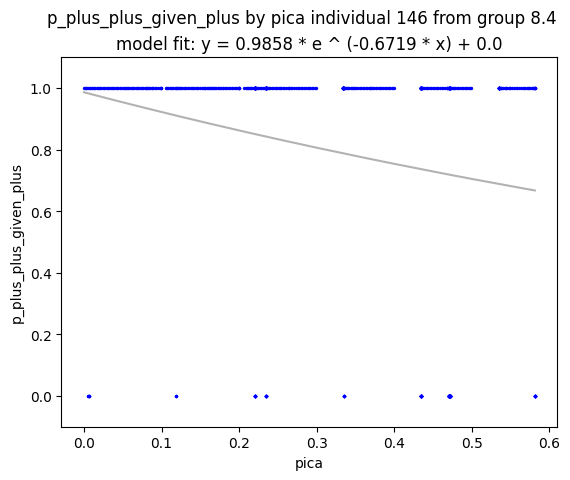 p_plus_plus_given_plus by pica individual 146 from group 8.4
model fit: y = 0.9858 * e ^ (-0.6719 * x) + 0.0
1.0
0.8
0.6
0.4
0.2
0.0
p_plus_plus_given_plus
0.0 0.1 0.2 0.3 0.4 0.5 0.6
pica